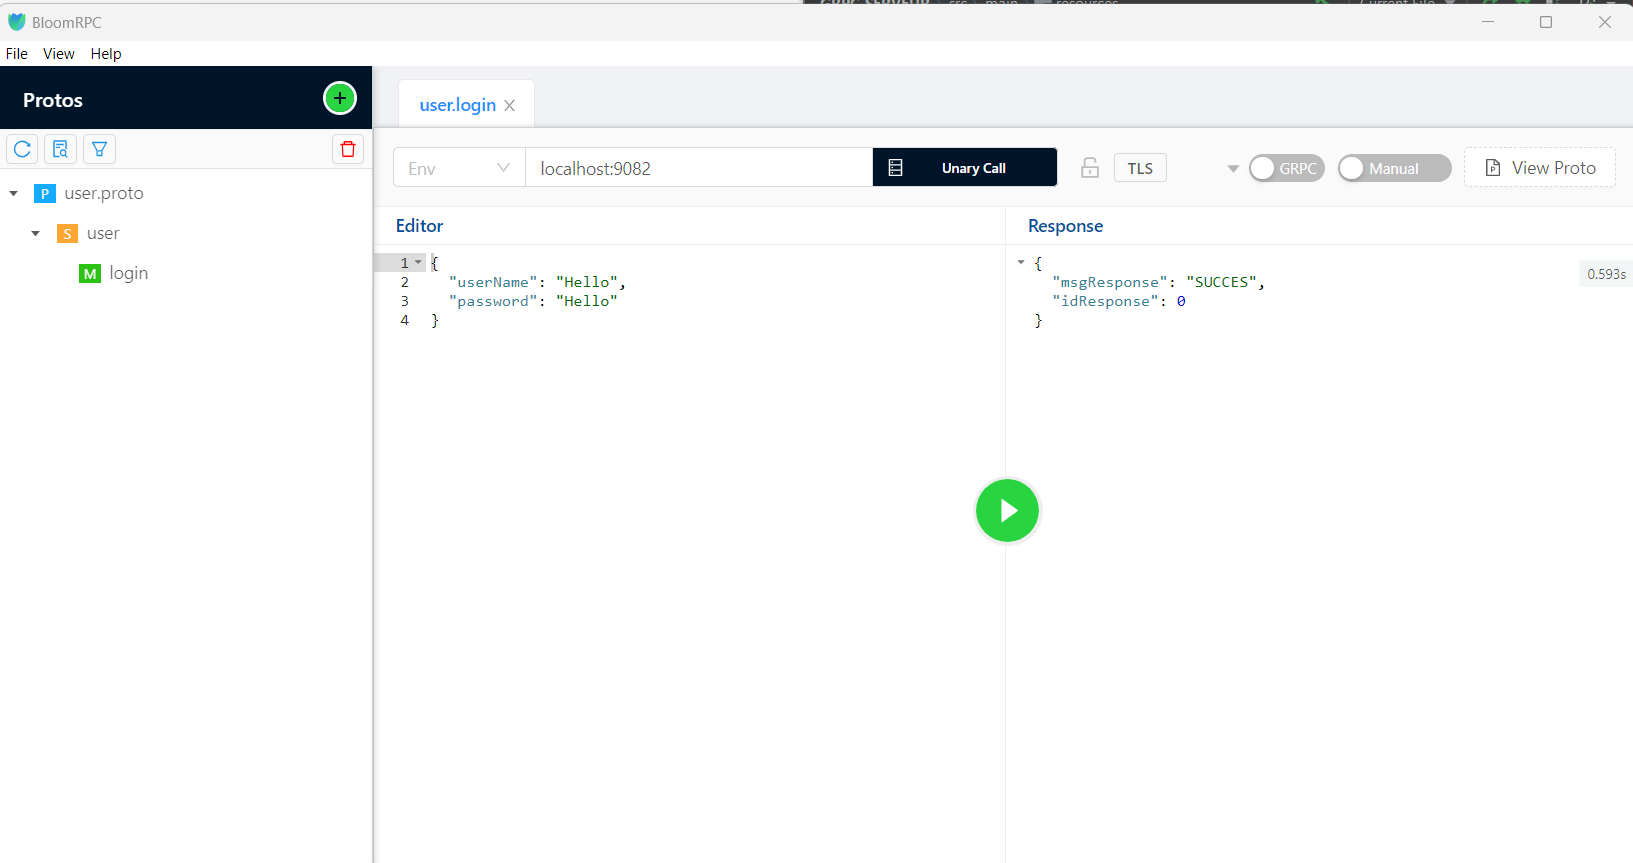 BloomRPC
File View Help
Protos
user.login
Env
localhost:9082
Unary Call
TLS
GRPC
Manual
View Proto
P user.proto
S user
M login
Editor
1 {
2 "userName": "Hello",
3 "password": "Hello"
4 }
Response
{
"msgResponse": "SUCCES",
"idResponse": 0
}
0.593s